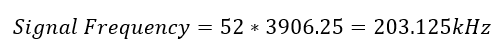 Signal Frequency = 52 * 3906.25 = 203.125kHz